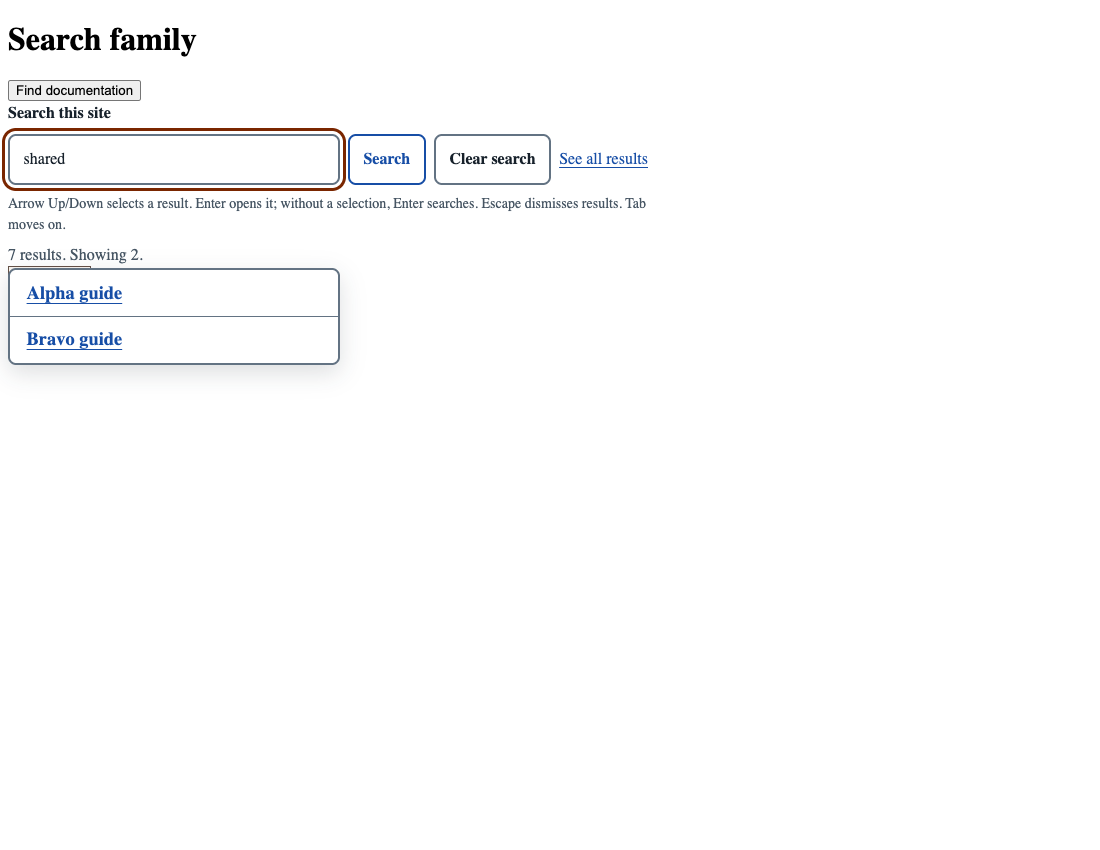 Search family
Find documentation
Search this site
shared
Search
Clear search
See all results
Arrow Up/Down selects a result. Enter opens it; without a selection, Enter searches. Escape dismisses results. Tab
moves on.
7 results. Showing 2.
Alpha guide
Bravo guide